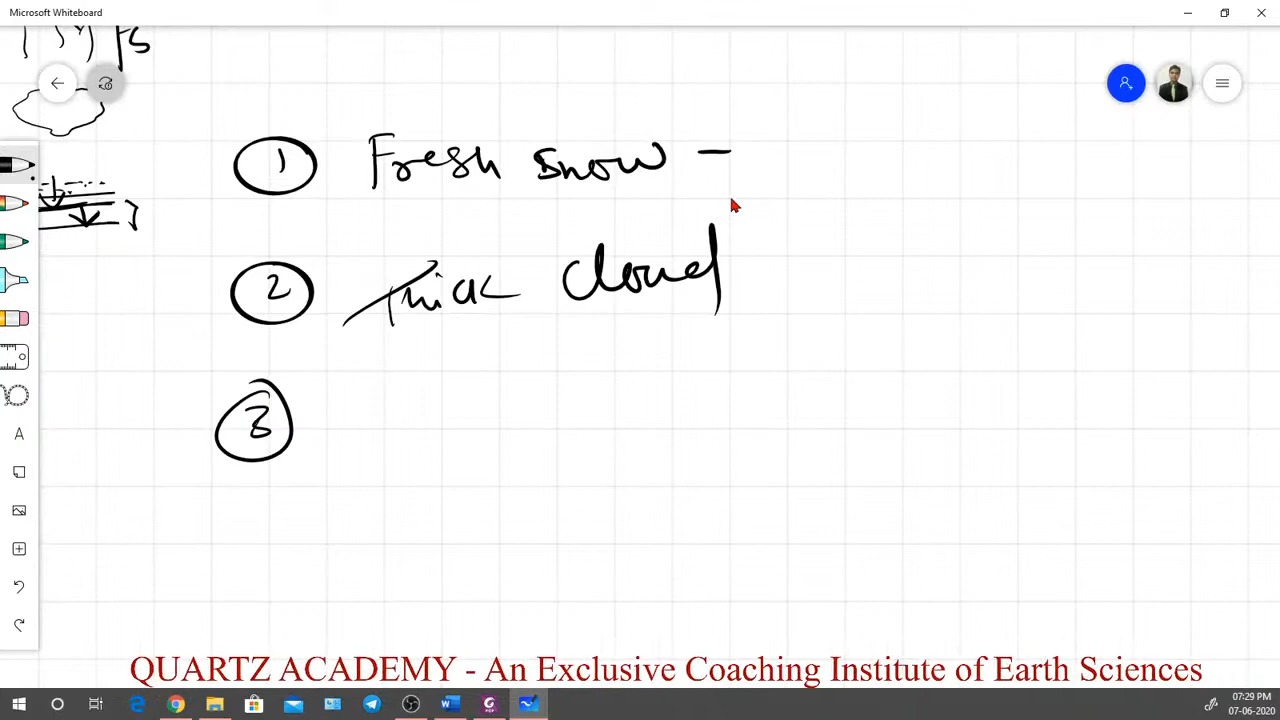 Microsoft Whiteboard
1 Fresh snow -
2 Thick cloud
3
A
QUARTZ ACADEMY - An Exclusive Coaching Institute of Earth Sciences
07:29 PM
07-06-2020